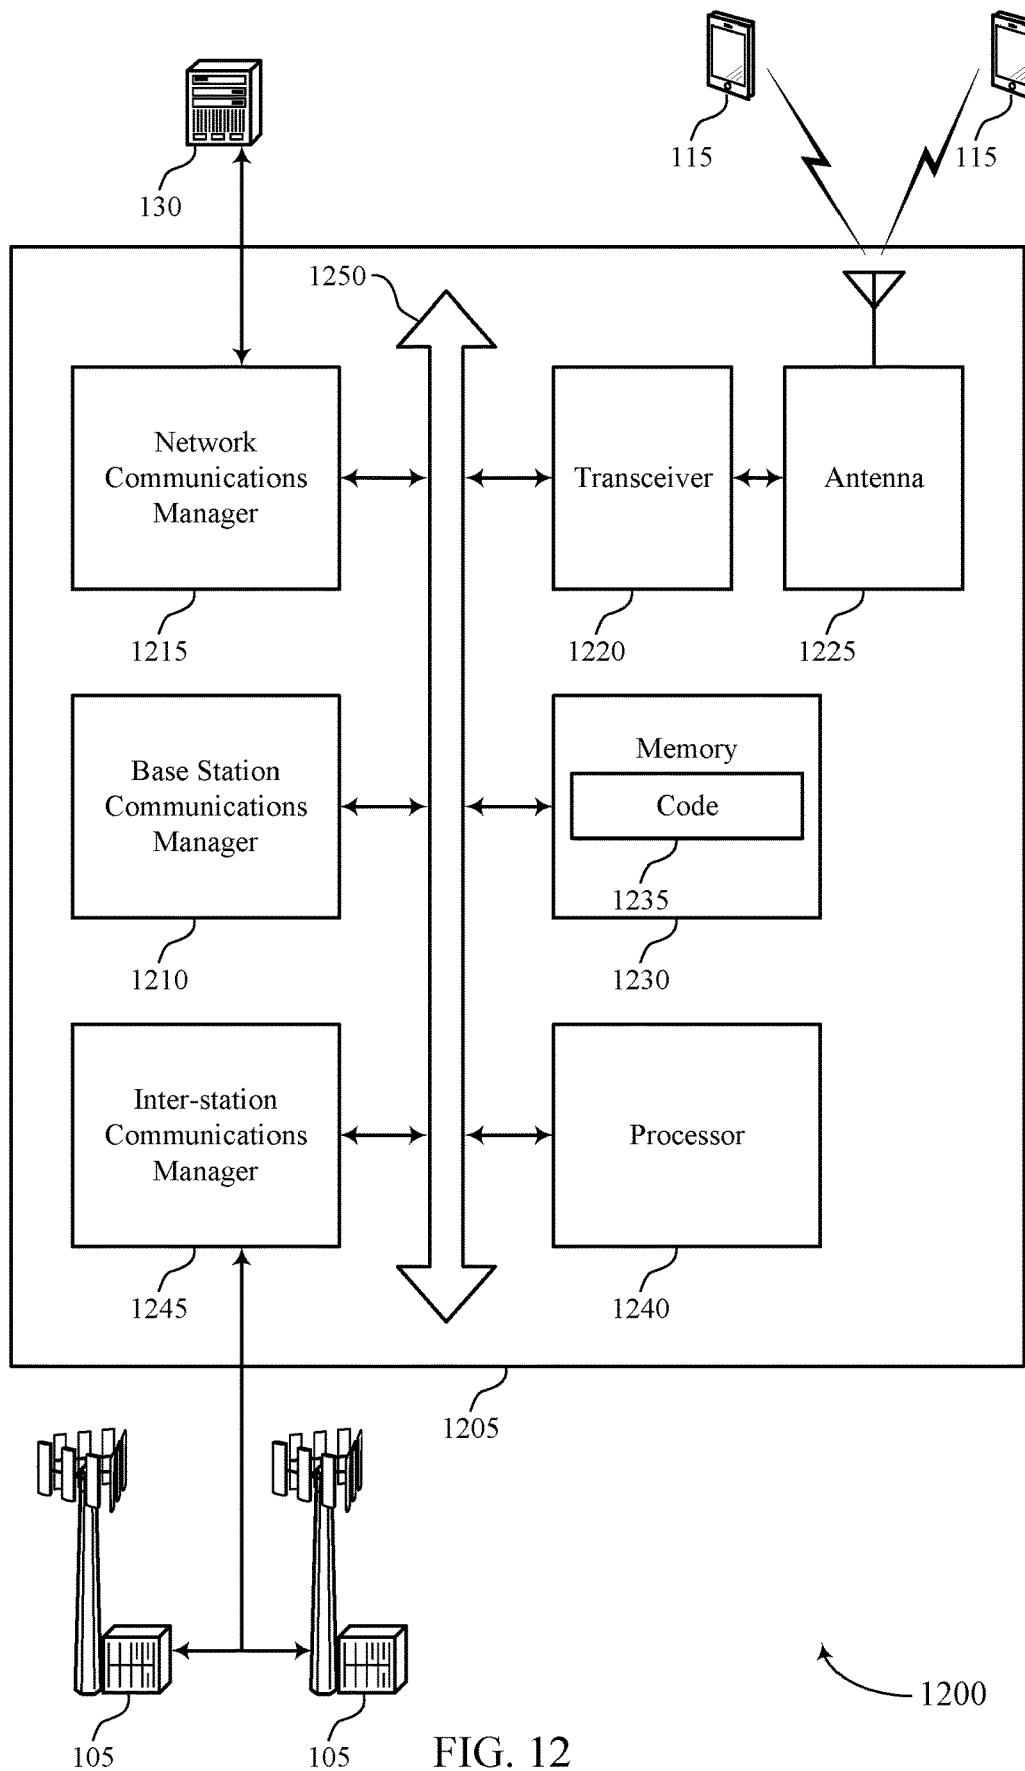 115
115
130
1250
Network
Communications
Manager
Transceiver
Antenna
1215
1220
1225
Base Station
Communications
Manager
Memory
Code
1235
1210
1230
Inter-station
Communications
Manager
Processor
1245
1240
1205
105
105
1200
FIG. 12